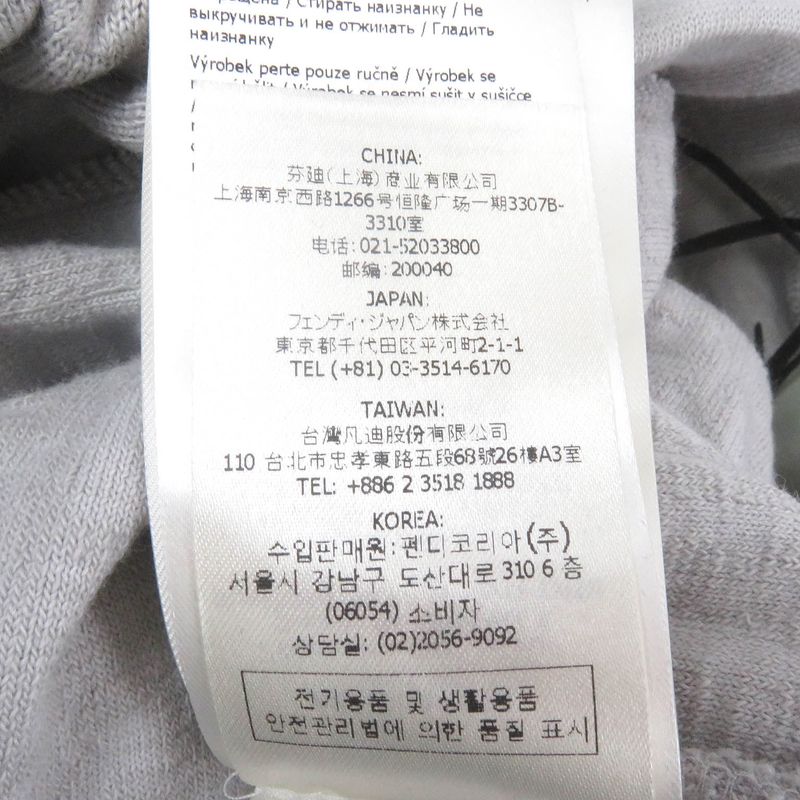 Стирать наизнанку / Не
выкручивать и не отжимать / Гладить
наизнанку
Výrobek perte pouze ručně / Výrobek se
Výrobek se nesmí sušit v sušičce
CHINA:
芬迪(上海)商业有限公司
上海南京西路1266号恒隆广场一期3307B-
3310室
电话: 021-52033800
邮编: 200040
JAPAN:
フェンディ・ジャパン株式会社
東京都千代田区平河町2-1-1
TEL (+81) 03-3514-6170
TAIWAN:
台灣凡迪股份有限公司
110 台北市忠孝東路五段68號26樓A3室
TEL: +886 2 3518 1888
KOREA:
수입판매원: 펜디코리아(주)
서울시 강남구 도산대로 310 6 층
(06054) 소비자
상담실: (02)2056-9092
전기용품 및 생활용품
안전관리법에 의한 품질 표시